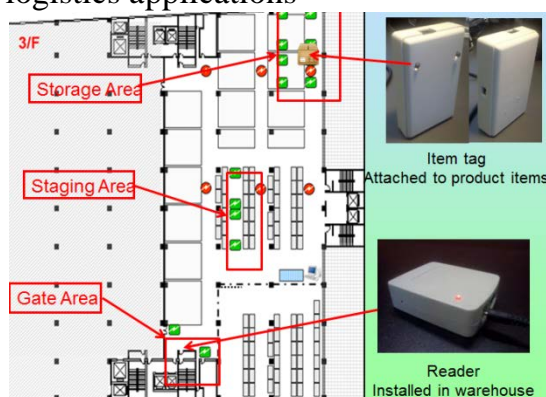 logistics applications
3/F
Storage Area
Staging Area
Gate Area
Item tag
Attached to product items
Reader
Installed in warehouse